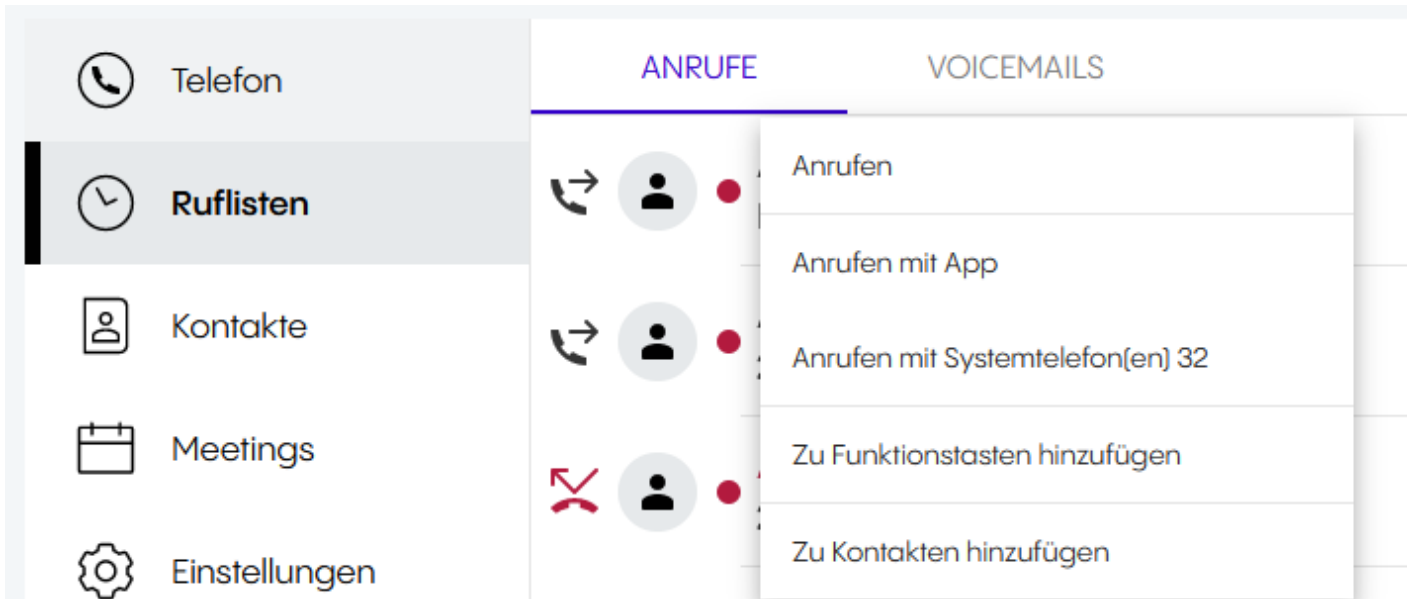 Telefon
Ruflisten
Kontakte
Meetings
Einstellungen
ANRUFE
VOICEMAILS
Anrufen
Anrufen mit App
Anrufen mit Systemtelefon(en) 32
Zu Funktionstasten hinzufügen
Zu Kontakten hinzufügen